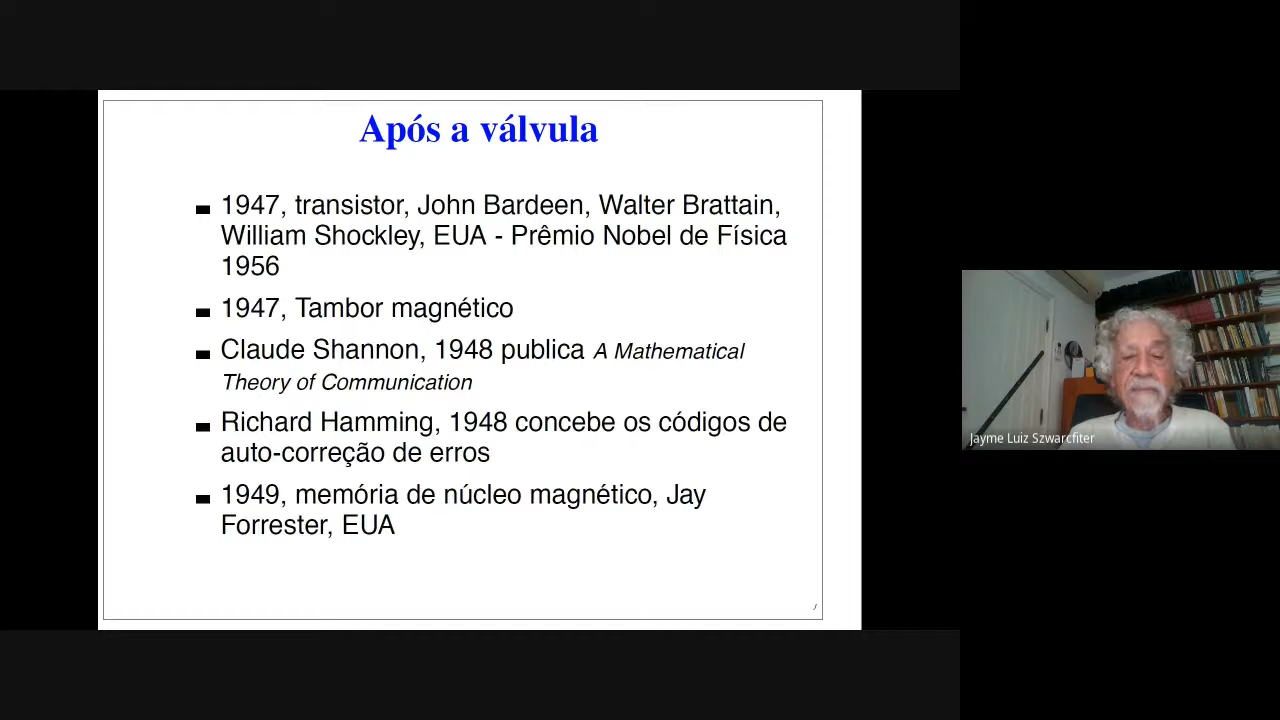 Após a válvula
1947, transistor, John Bardeen, Walter Brattain,
William Shockley, EUA - Prêmio Nobel de Física
1956
1947, Tambor magnético
Claude Shannon, 1948 publica A Mathematical
Theory of Communication
Richard Hamming, 1948 concebe os códigos de
auto-correção de erros
1949, memória de núcleo magnético, Jay
Forrester, EUA
Jayme Luiz Szwarcfiter